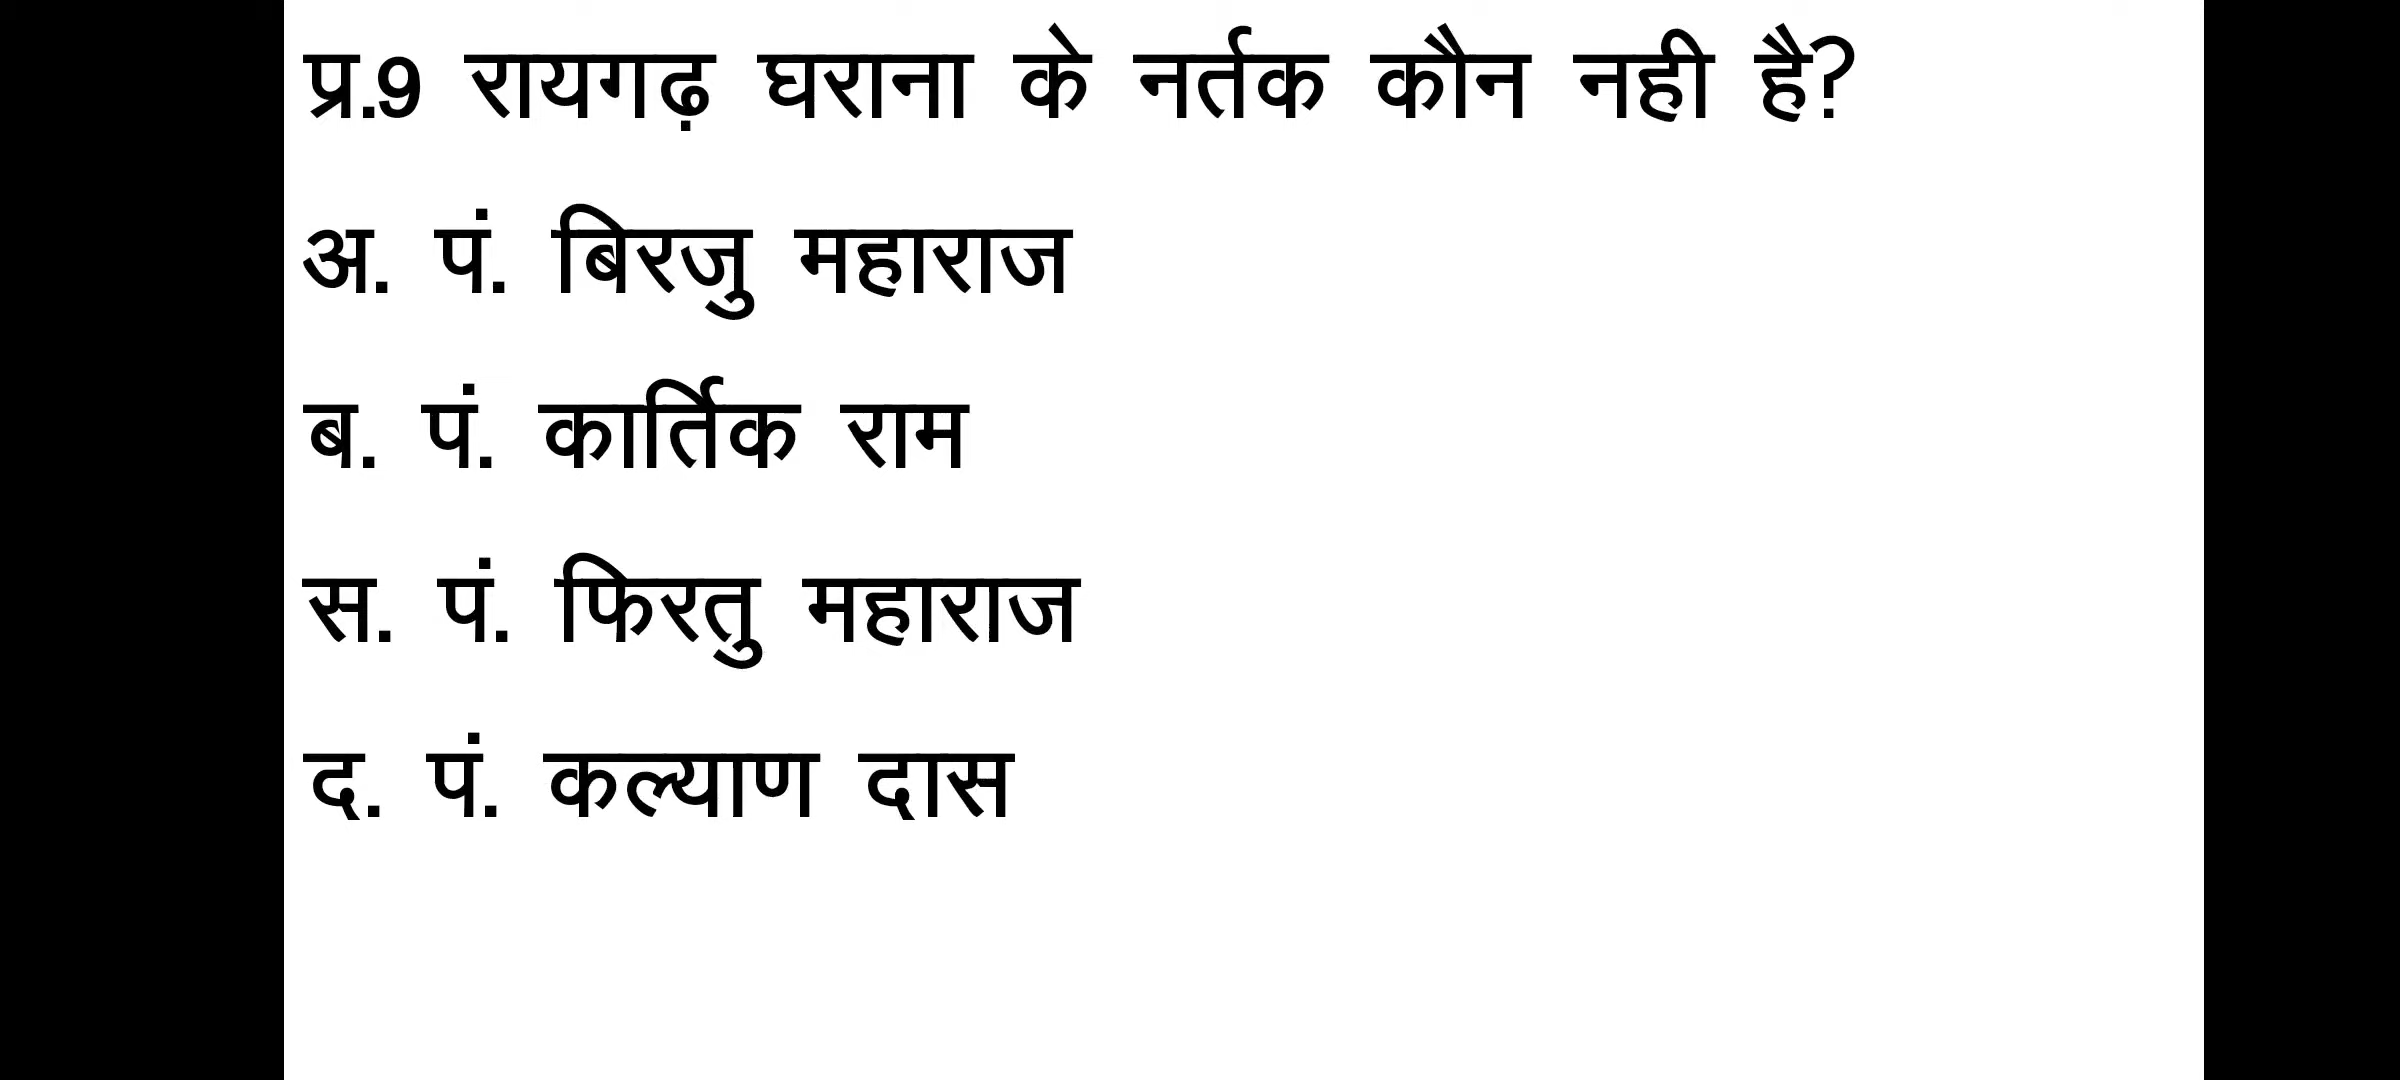 प्र.9 रायगढ़ घराना के नर्तक कौन नही है?
अ. पं. बिरजु महाराज
ब. पं. कार्तिक राम
स. पं. फिरतु महाराज
द. पं. कल्याण दास